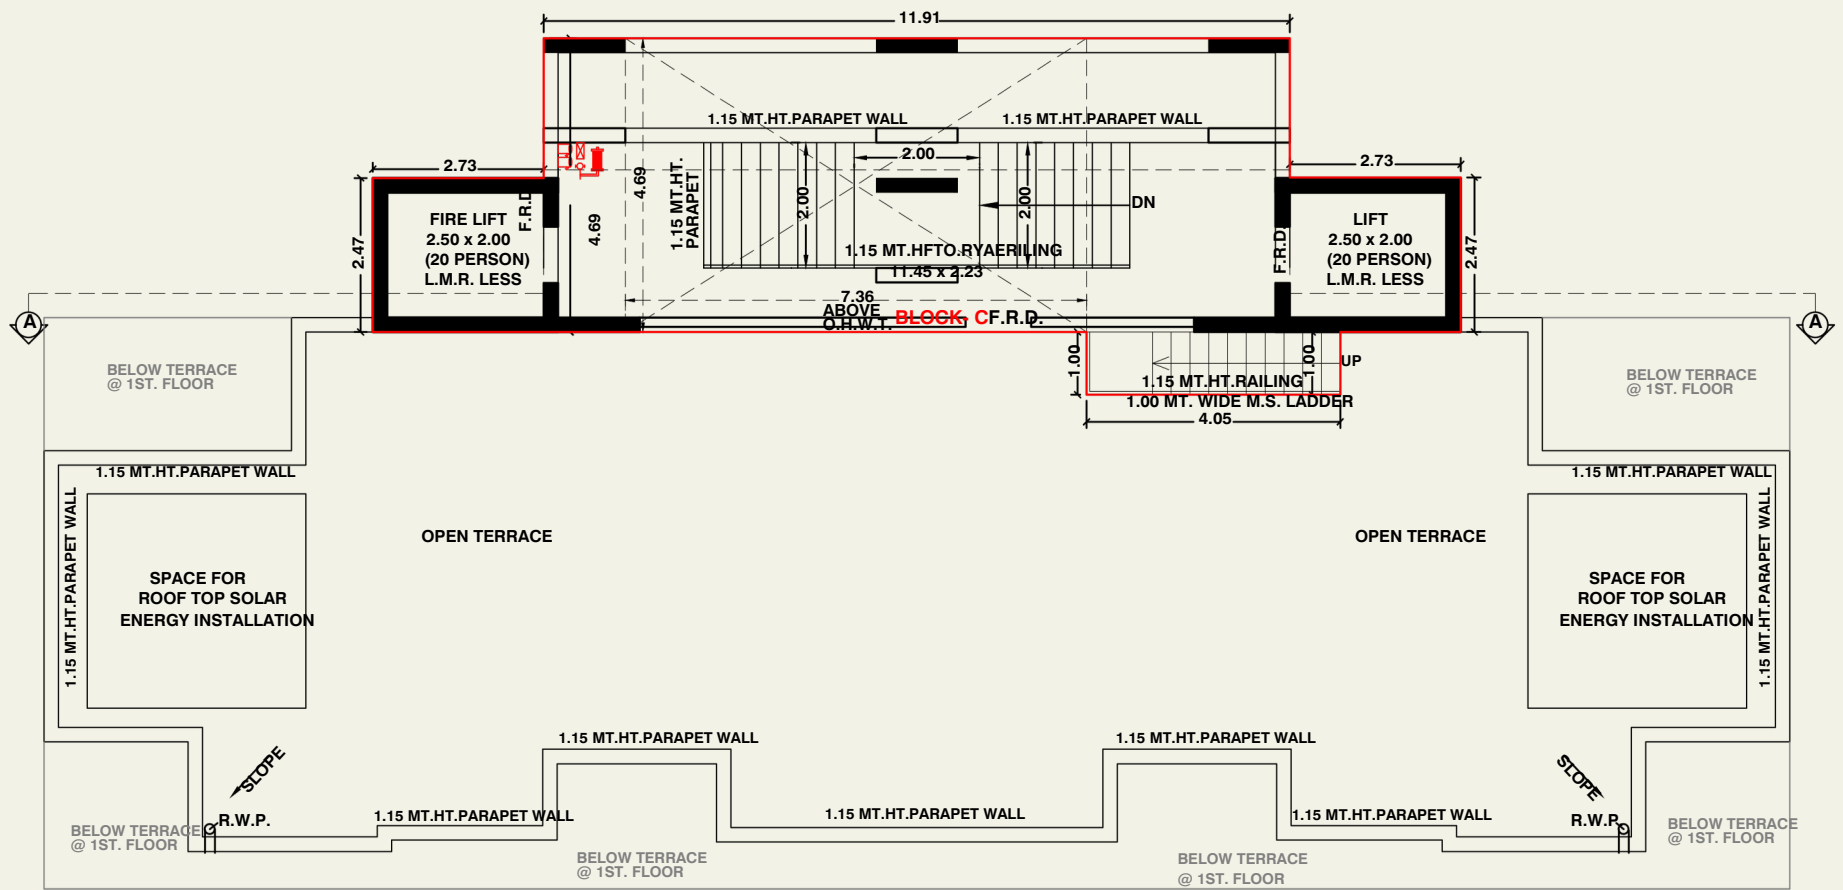 11.91
1.15 MT.HT.PARAPET WALL
1.15 MT.HT.PARAPET WALL
2.73
2.00
2.73
4.69
1.15 MT.HT.
PARAPET
2.00
2.00
DN
F.R.D.
FIRE LIFT
2.50 x 2.00
(20 PERSON)
L.M.R. LESS
2.47
4.69
LIFT
2.50 x 2.00
(20 PERSON)
L.M.R. LESS
F.R.D.
2.47
11.45 x 2.23
7.36
ABOVE
O.H.W.T.
BLOCK. C
F.R.D.
A
A
1.00
1.00
UP
1.15 MT.HT.RAILING
1.00 MT. WIDE M.S. LADDER
4.05
BELOW TERRACE
@ 1ST. FLOOR
BELOW TERRACE
@ 1ST. FLOOR
1.15 MT.HT.PARAPET WALL
1.15 MT.HT.PARAPET WALL
1.15 MT.HT.PARAPET WALL
1.15 MT.HT.PARAPET WALL
OPEN TERRACE
OPEN TERRACE
SPACE FOR
ROOF TOP SOLAR
ENERGY INSTALLATION
SPACE FOR
ROOF TOP SOLAR
ENERGY INSTALLATION
1.15 MT.HT.PARAPET WALL
1.15 MT.HT.PARAPET WALL
SLOPE
SLOPE
R.W.P.
1.15 MT.HT.PARAPET WALL
1.15 MT.HT.PARAPET WALL
1.15 MT.HT.PARAPET WALL
R.W.P.
BELOW TERRACE
@ 1ST. FLOOR
BELOW TERRACE
@ 1ST. FLOOR
BELOW TERRACE
@ 1ST. FLOOR
BELOW TERRACE
@ 1ST. FLOOR